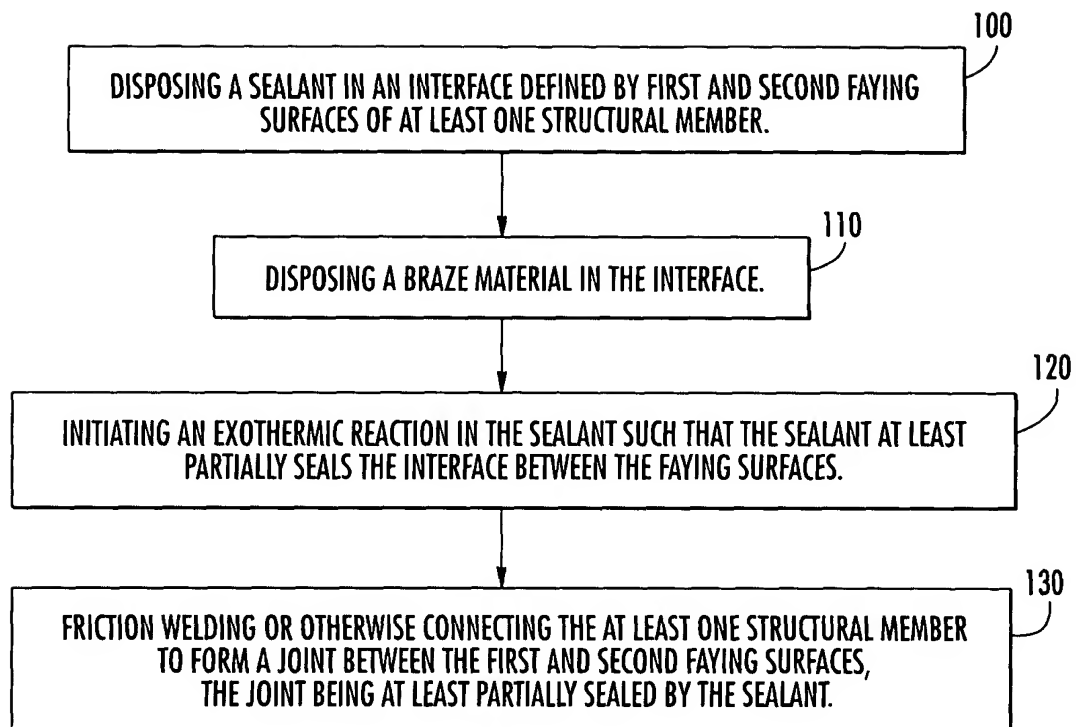 100
DISPOSING A SEALANT IN AN INTERFACE DEFINED BY FIRST AND SECOND FAYING
SURFACES OF AT LEAST ONE STRUCTURAL MEMBER.
110
DISPOSING A BRAZE MATERIAL IN THE INTERFACE.
120
INITIATING AN EXOTHERMIC REACTION IN THE SEALANT SUCH THAT THE SEALANT AT LEAST
PARTIALLY SEALS THE INTERFACE BETWEEN THE FAYING SURFACES.
130
FRICTION WELDING OR OTHERWISE CONNECTING THE AT LEAST ONE STRUCTURAL MEMBER
TO FORM A JOINT BETWEEN THE FIRST AND SECOND FAYING SURFACES,
THE JOINT BEING AT LEAST PARTIALLY SEALED BY THE SEALANT.